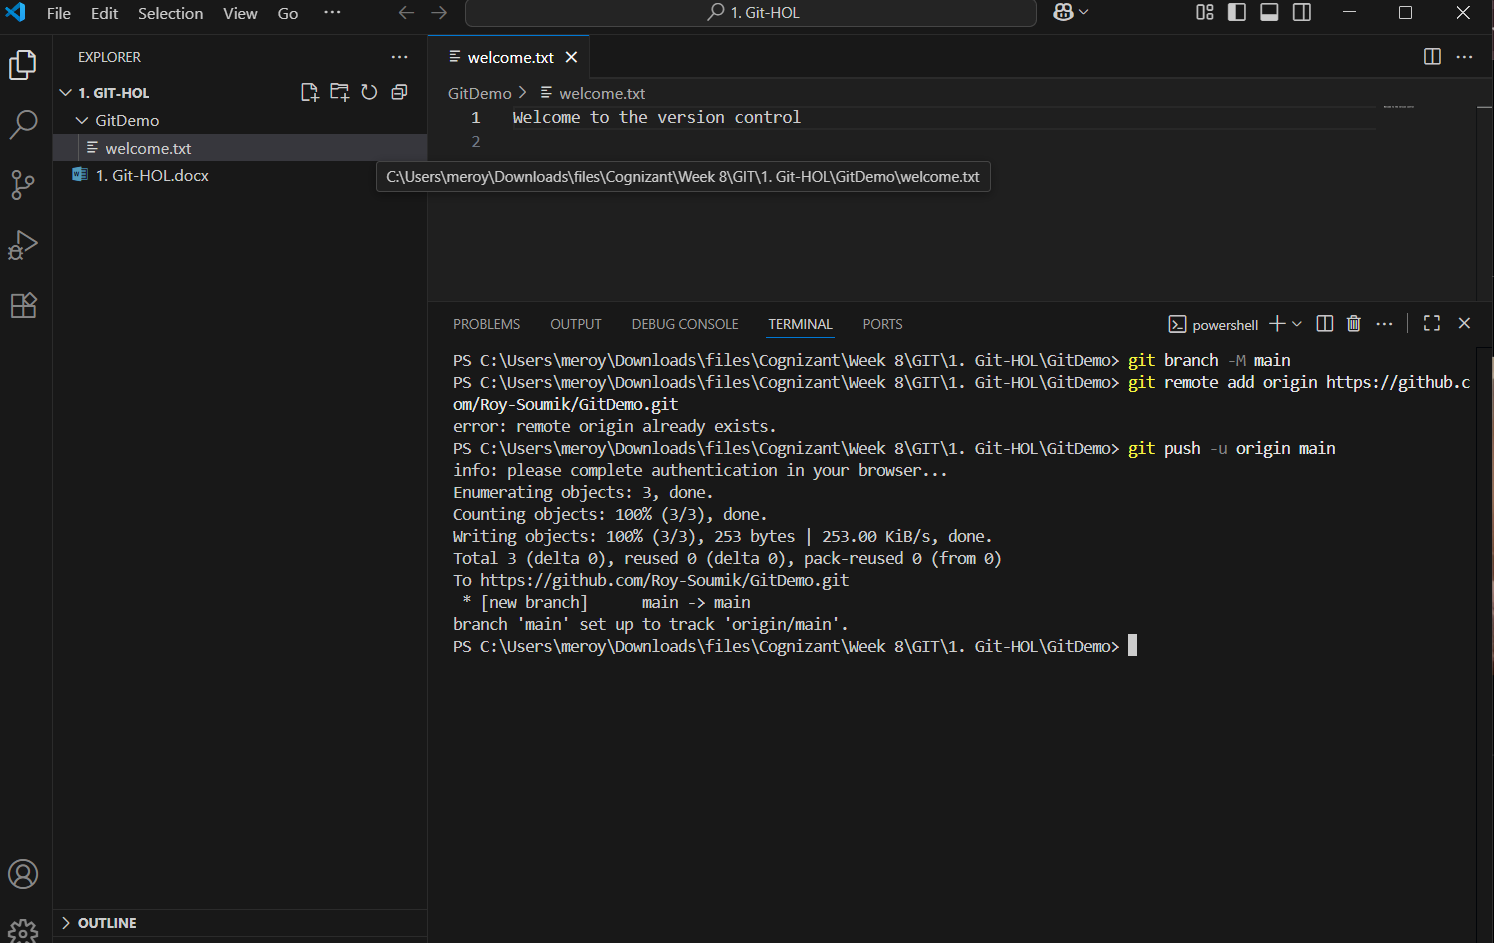 File Edit Selection View Go ··· 1. Git-HOL
EXPLORER ···
1. GIT-HOL
GitDemo
welcome.txt
1. Git-HOL.docx
OUTLINE
welcome.txt
GitDemo > welcome.txt
1 Welcome to the version control
2
C:\Users\meroy\Downloads\files\Cognizant\Week 8\GIT\1. Git-HOL\GitDemo\welcome.txt
PROBLEMS OUTPUT DEBUG CONSOLE TERMINAL PORTS powershell
PS C:\Users\meroy\Downloads\files\Cognizant\Week 8\GIT\1. Git-HOL\GitDemo> git branch -M main
PS C:\Users\meroy\Downloads\files\Cognizant\Week 8\GIT\1. Git-HOL\GitDemo> git remote add origin https://github.c
om/Roy-Soumik/GitDemo.git
error: remote origin already exists.
PS C:\Users\meroy\Downloads\files\Cognizant\Week 8\GIT\1. Git-HOL\GitDemo> git push -u origin main
info: please complete authentication in your browser...
Enumerating objects: 3, done.
Counting objects: 100% (3/3), done.
Writing objects: 100% (3/3), 253 bytes | 253.00 KiB/s, done.
Total 3 (delta 0), reused 0 (delta 0), pack-reused 0 (from 0)
To https://github.com/Roy-Soumik/GitDemo.git
 * [new branch]      main -> main
branch 'main' set up to track 'origin/main'.
PS C:\Users\meroy\Downloads\files\Cognizant\Week 8\GIT\1. Git-HOL\GitDemo>